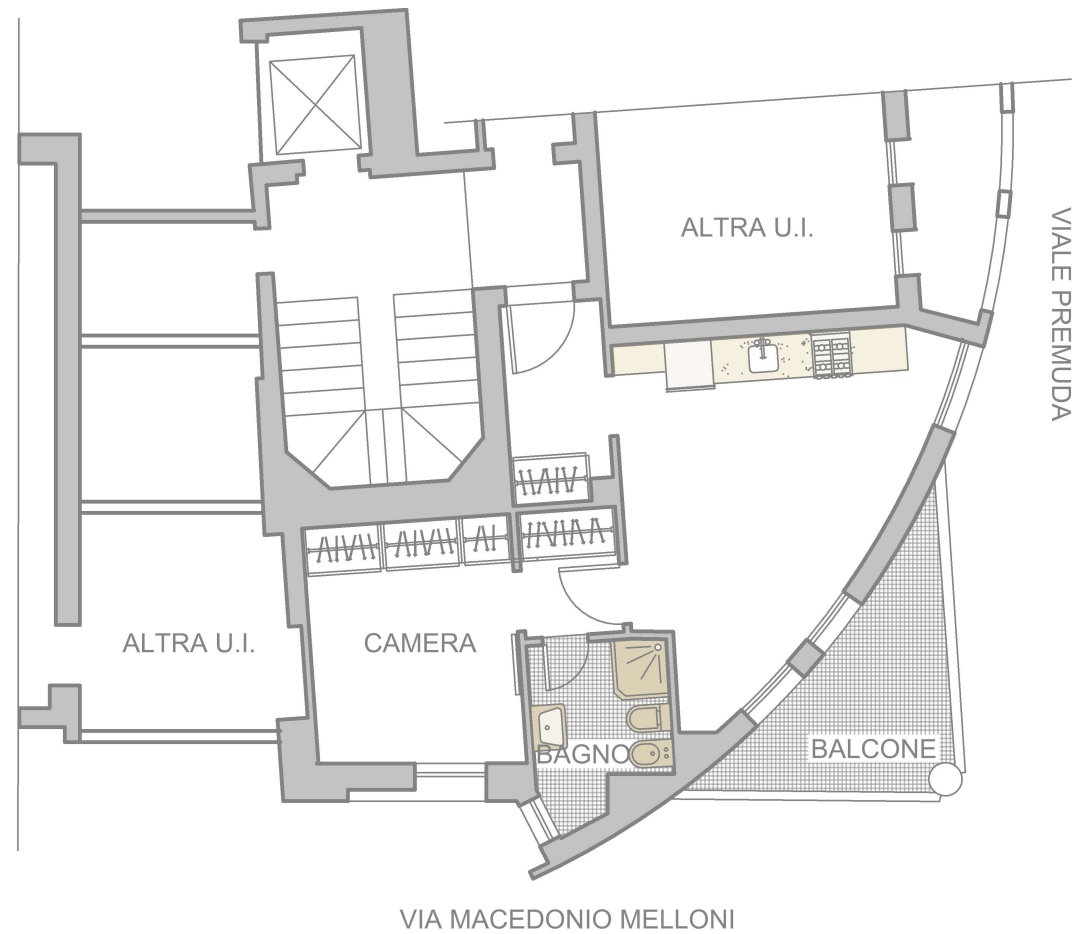 ALTRA U.I.
VIALE PREMUDA
ALTRA U.I.
CAMERA
BAGNO
BALCONE
VIA MACEDONIO MELLONI